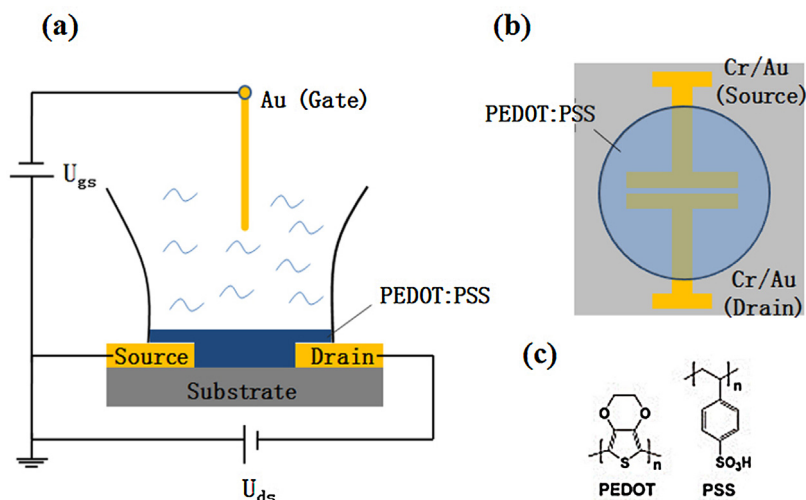 (a)
Au (Gate)
Ugs
PEDOT:PSS
Source
Drain
Substrate
Uds
(b)
Cr/Au
(Source)
PEDOT:PSS
Cr/Au
(Drain)
(c)
O
O
S
n
PEDOT
n
SO₃H
PSS